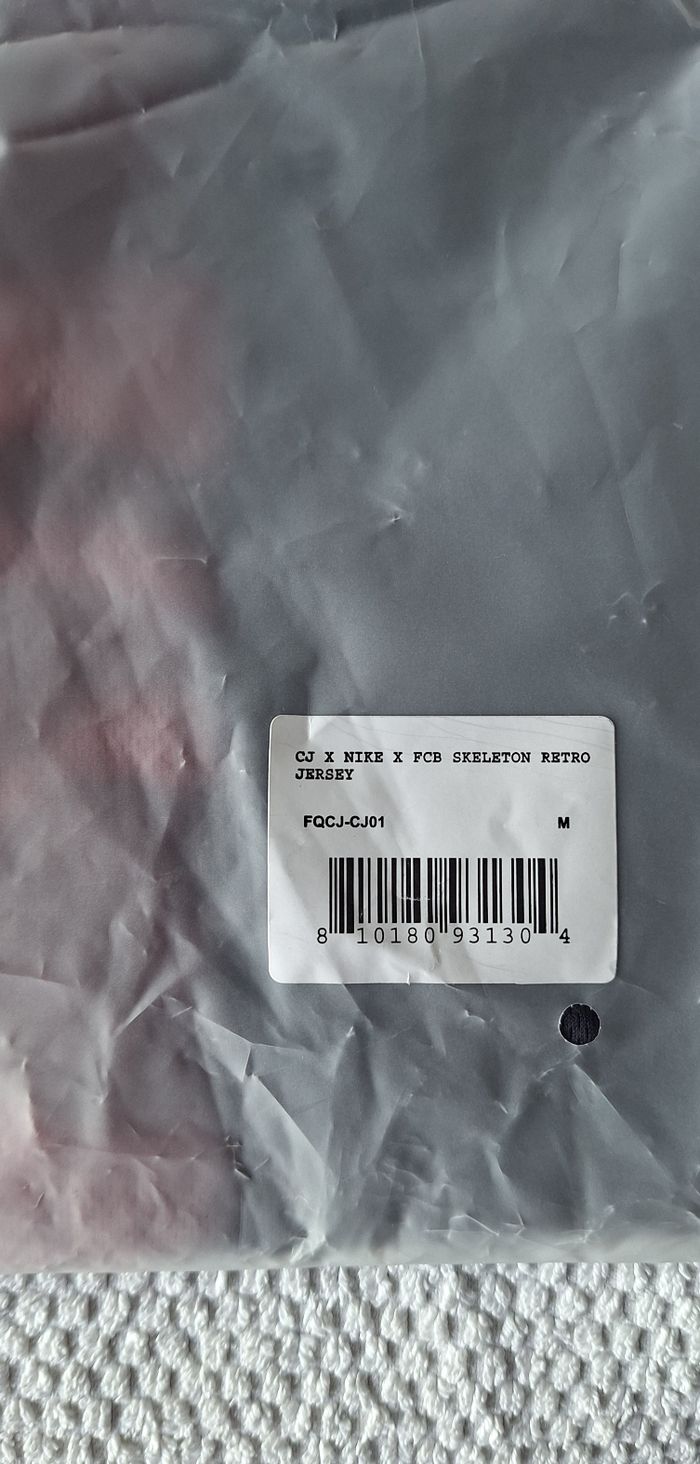 CJ X NIKE X FCB SKELETON RETRO
JERSEY
FQCJ-CJ01 M
8 10180 93130 4